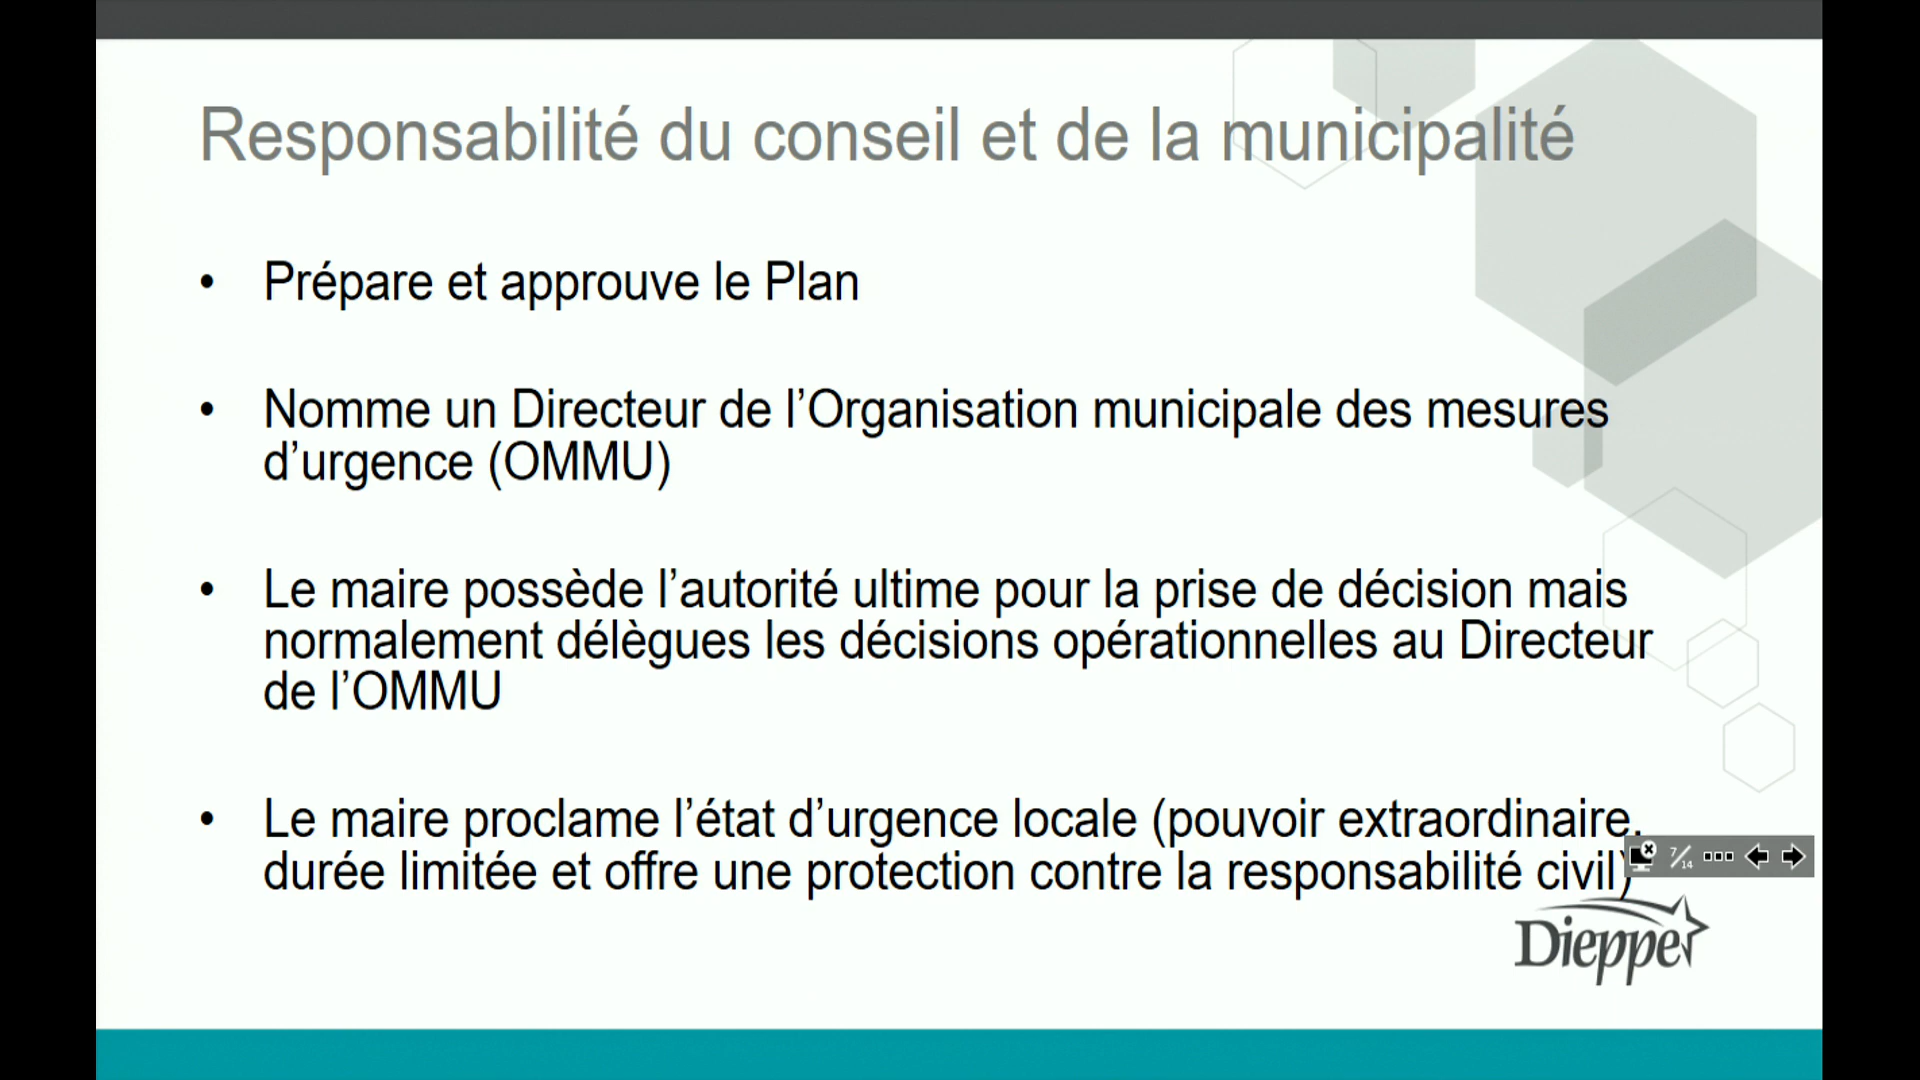 Responsabilité du conseil et de la municipalité
• Prépare et approuve le Plan
• Nomme un Directeur de l’Organisation municipale des mesures
d’urgence (OMMU)
• Le maire possède l’autorité ultime pour la prise de décision mais
normalement délègues les décisions opérationnelles au Directeur
de l’OMMU
• Le maire proclame l’état d’urgence locale (pouvoir extraordinaire,
durée limitée et offre une protection contre la responsabilité civil)
7/14
Dieppe